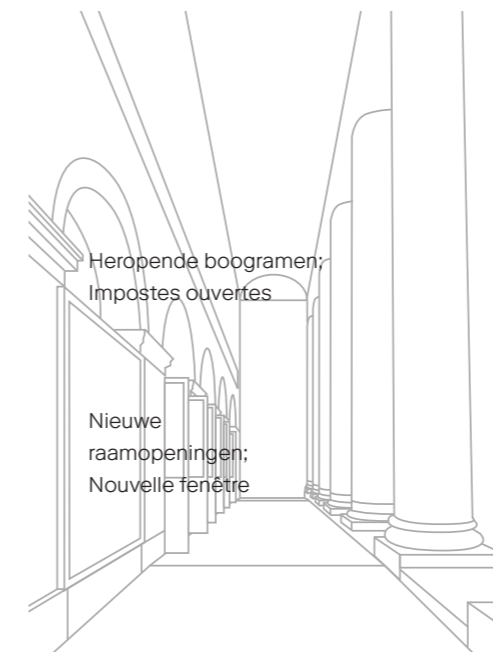 Heropende boogramen;
Impostes ouvertes
Nieuwe
raamopeningen;
Nouvelle fenêtre